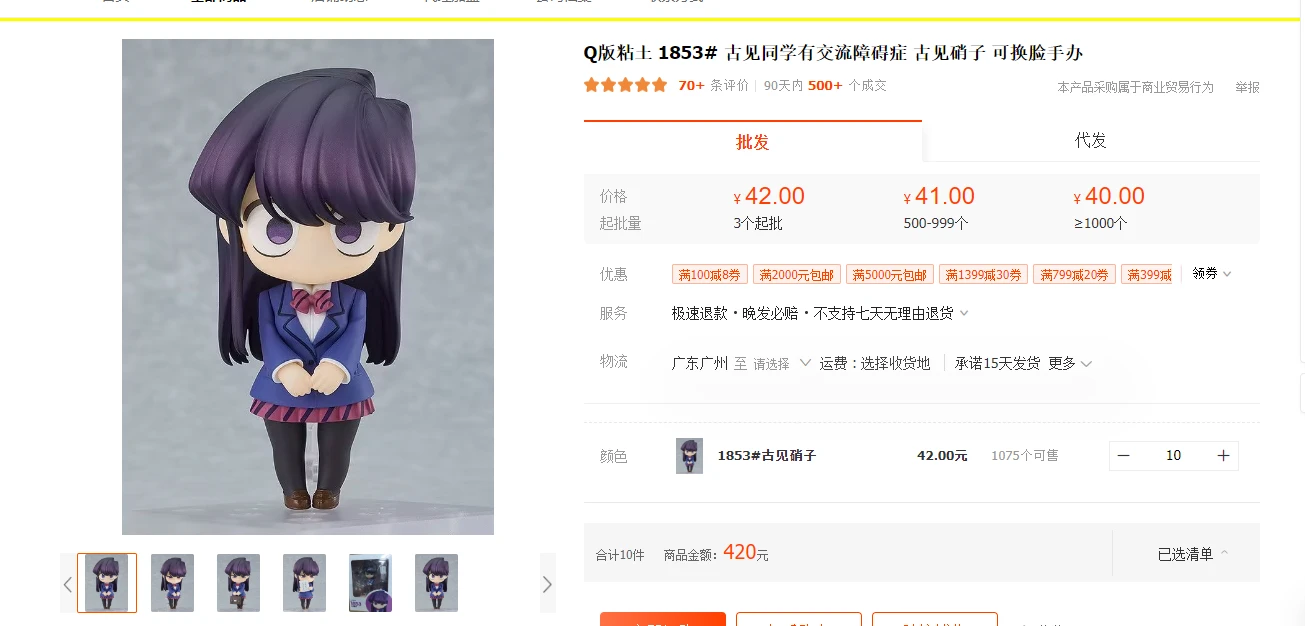 Q版粘土 1853# 古见同学有交流障碍症 古见硝子 可换脸手办
70+ 条评价 90天内 500+ 个成交
本产品采购属于商业贸易行为 举报
批发 代发
价格 ¥42.00 ¥41.00 ¥40.00
起批量 3个起批 500-999个 ≥1000个
优惠 满100减8券 满2000元包邮 满5000元包邮 满1399减30券 满799减20券 满399减 领券
服务 极速退款·晚发必赔·不支持七天无理由退货
物流 广东广州 至 请选择 运费：选择收货地 承诺15天发货 更多
颜色 1853#古见硝子 42.00元 1075个可售 − 10 +
合计10件 商品金额: 420元 已选清单